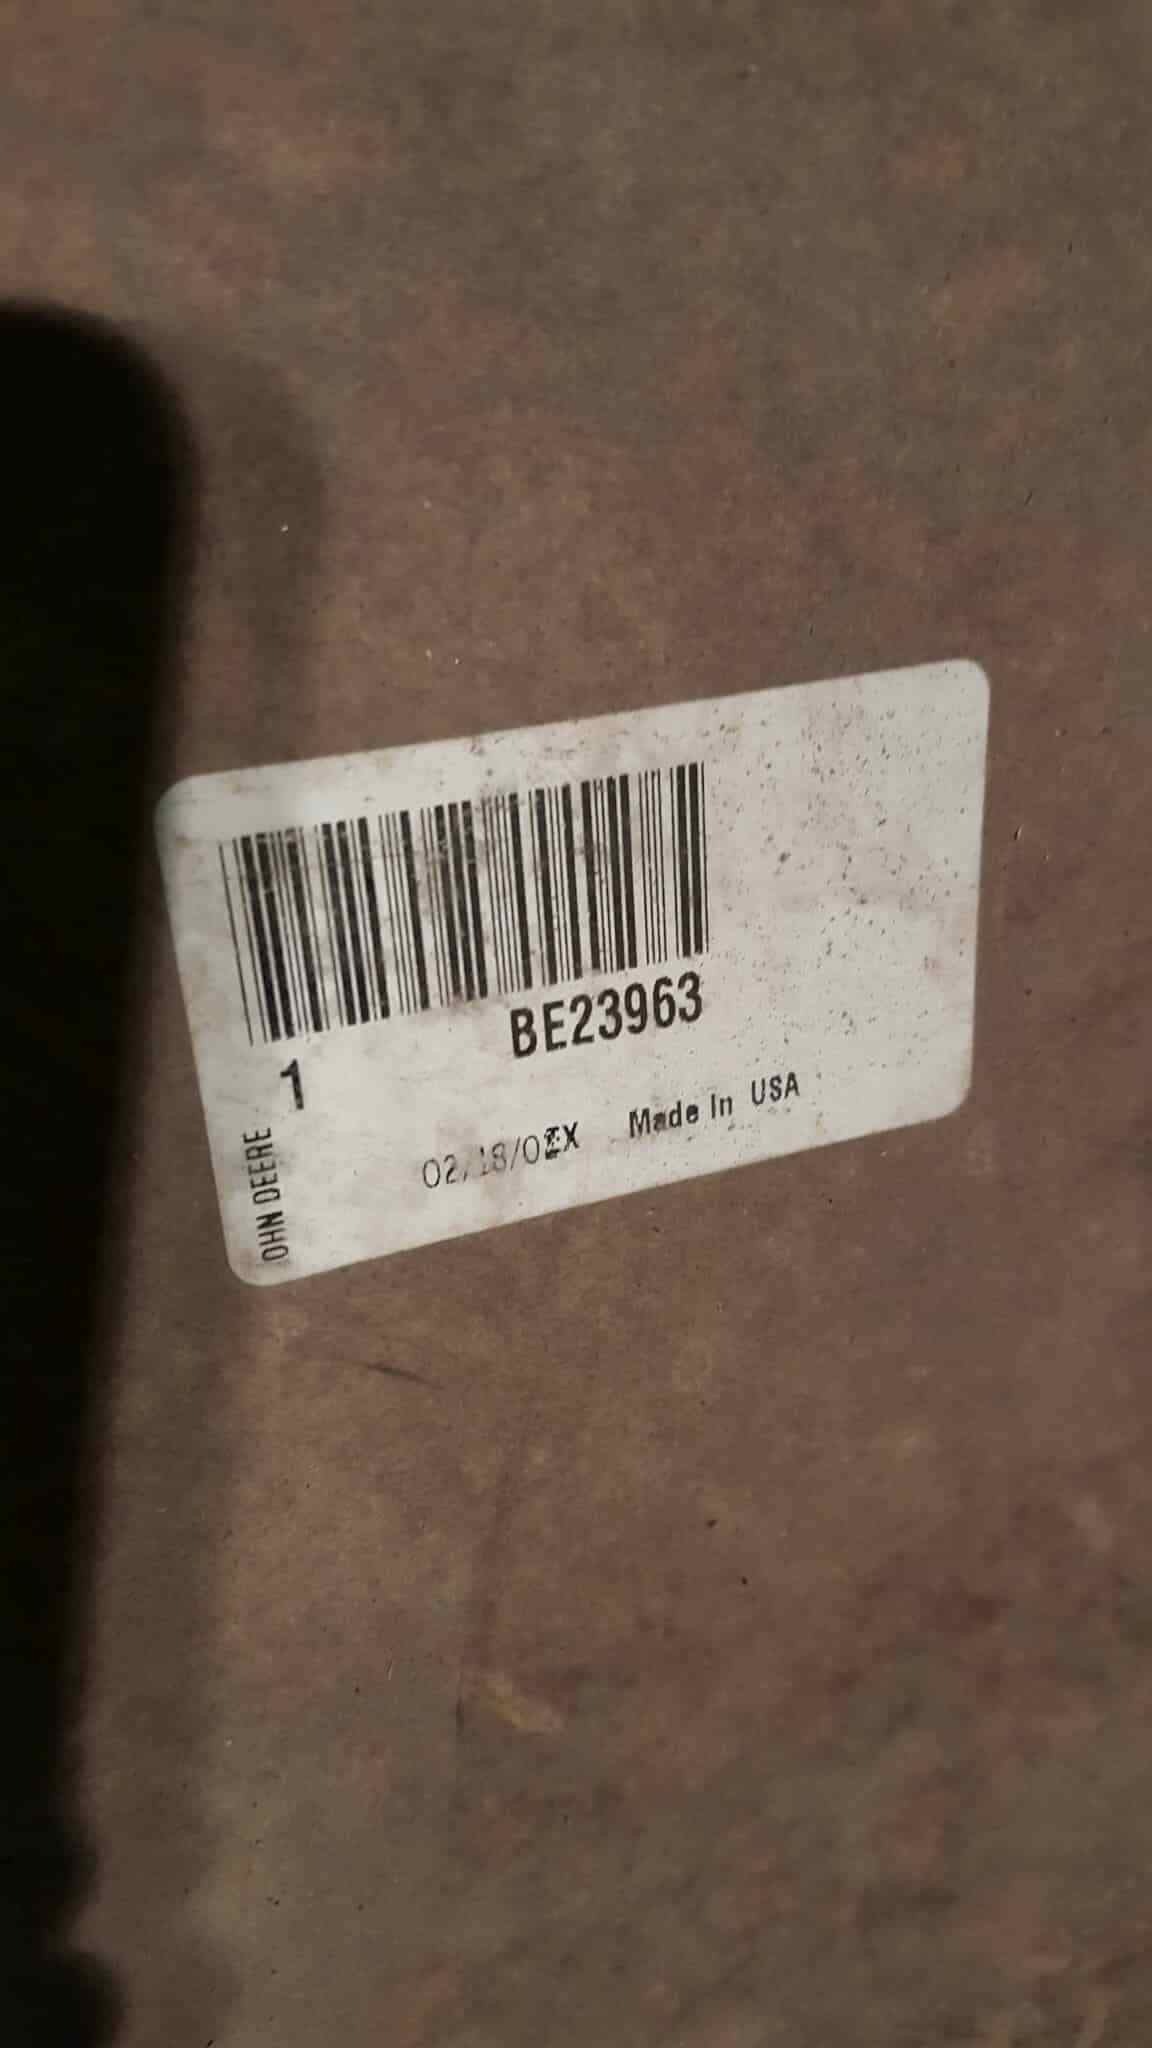 BE23963
1
Made In USA
OHN DEERE